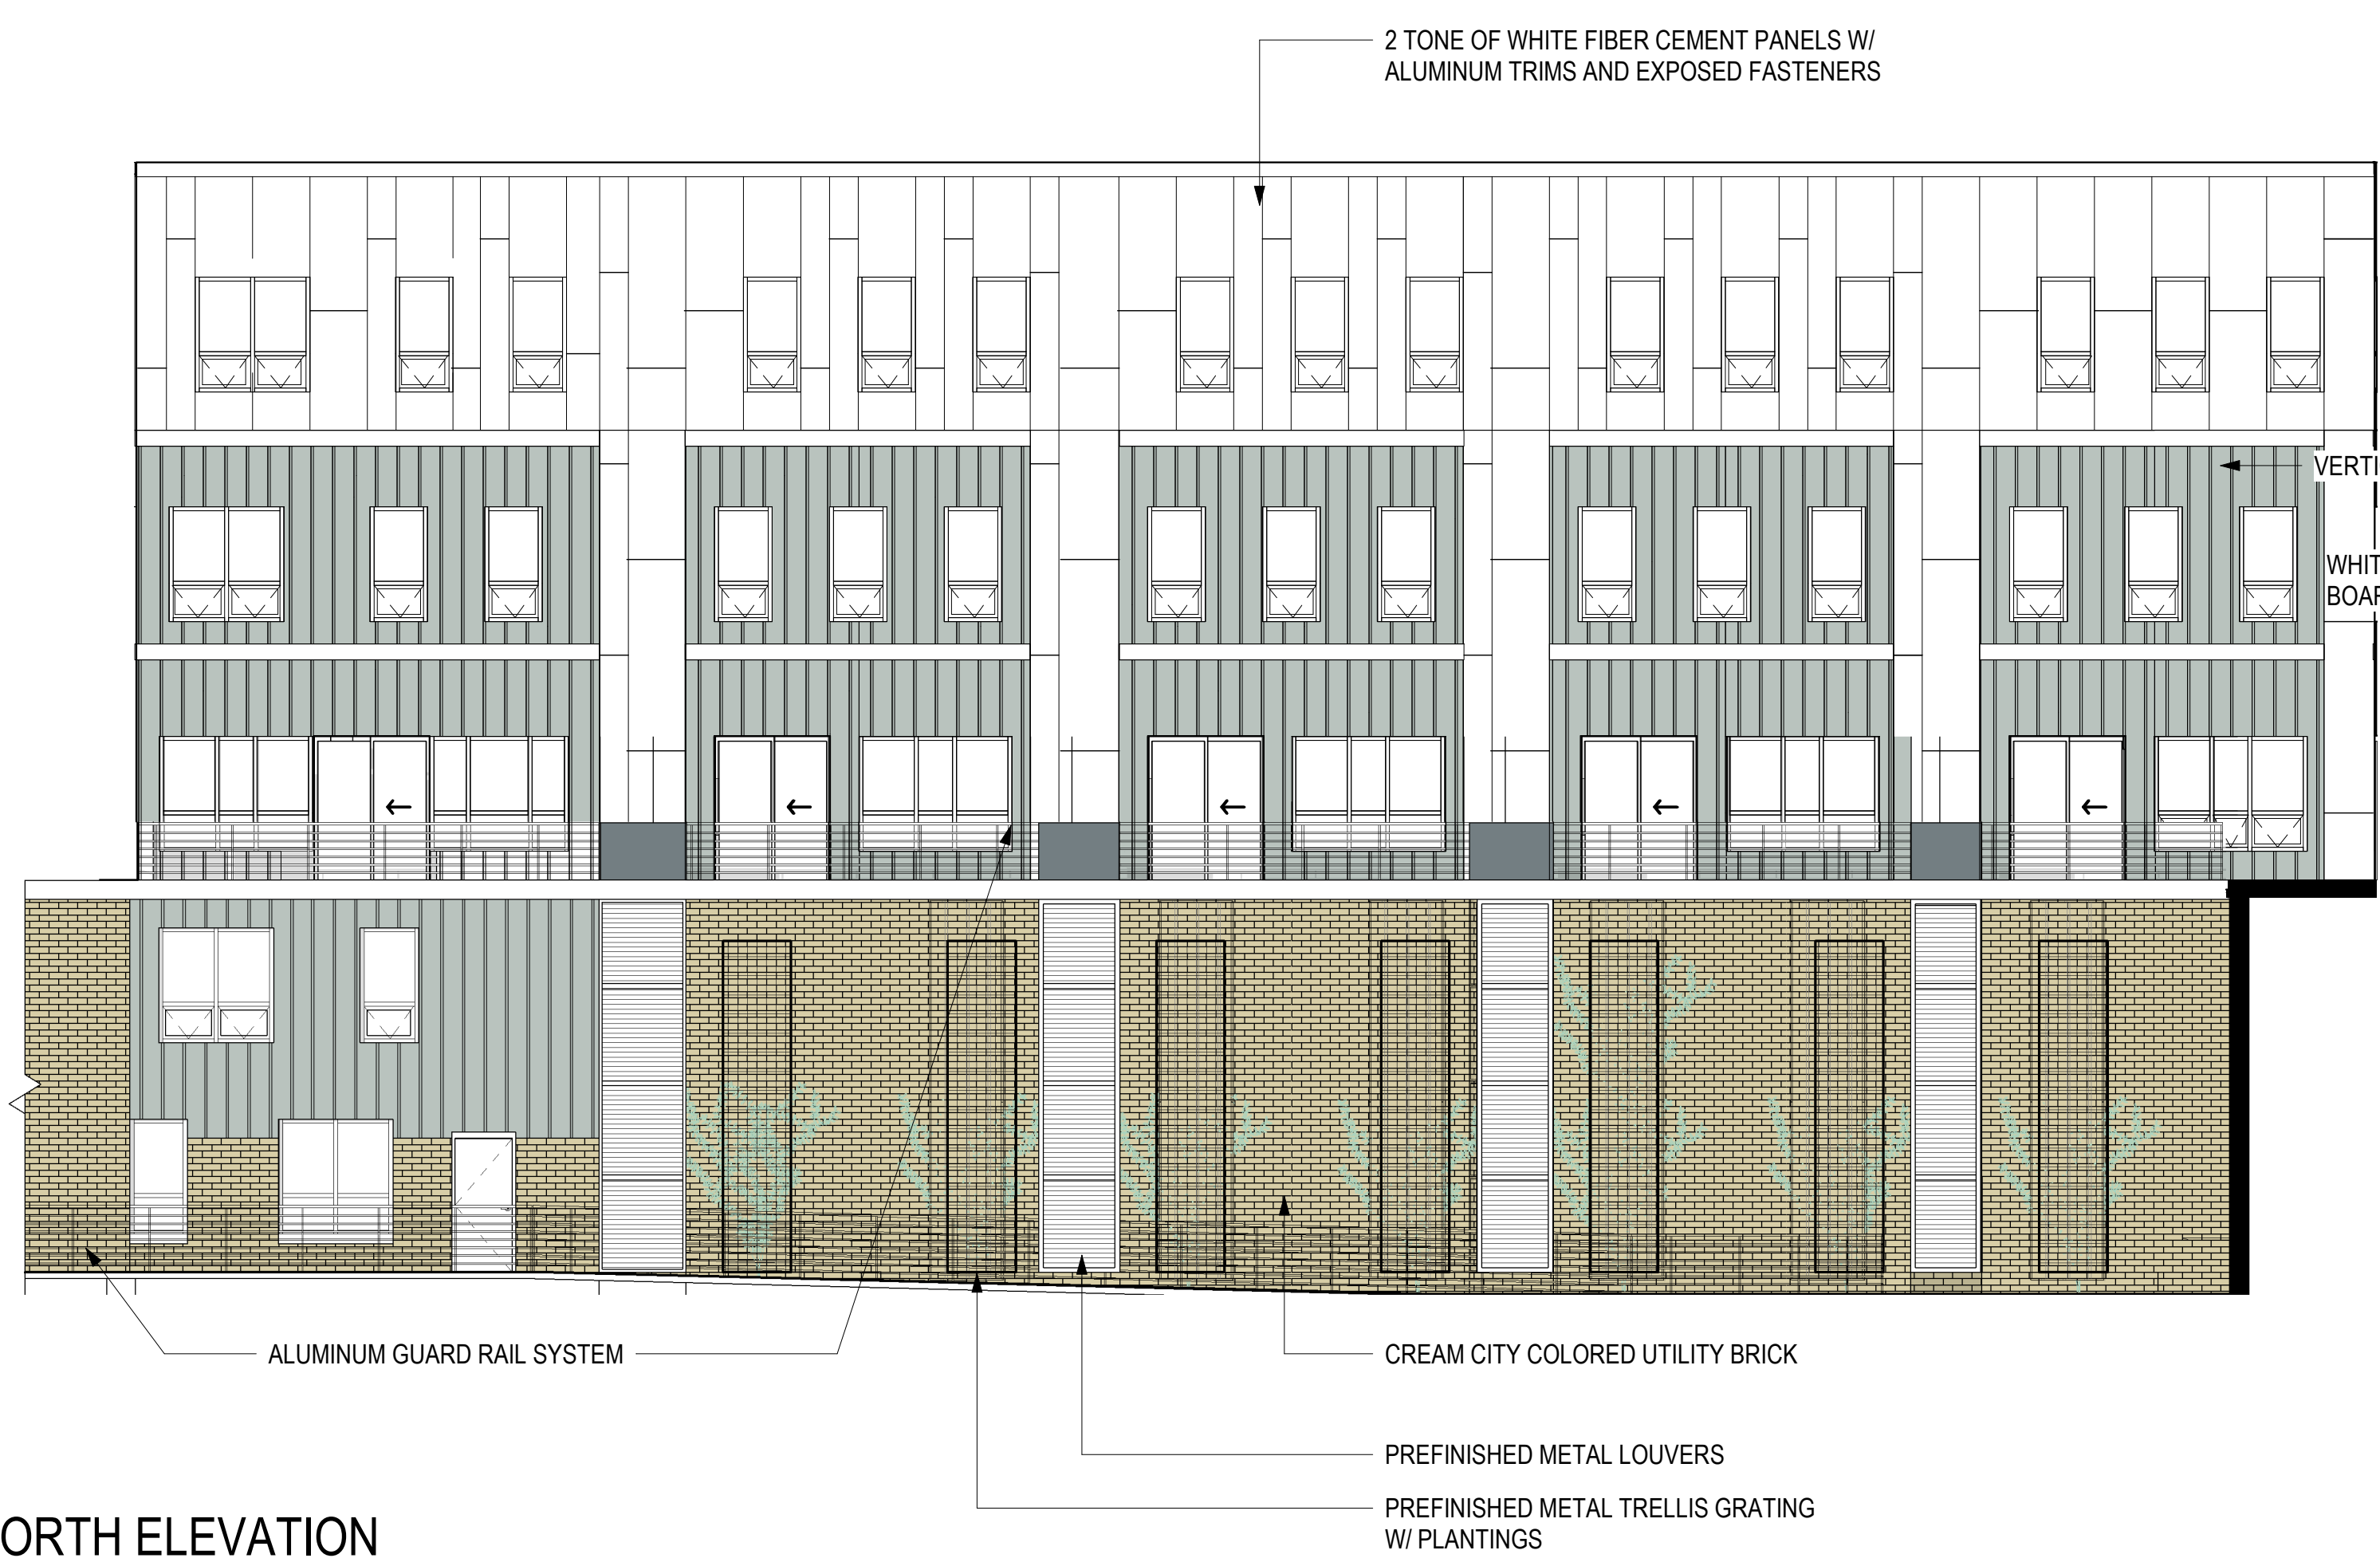 2 TONE OF WHITE FIBER CEMENT PANELS W/
ALUMINUM TRIMS AND EXPOSED FASTENERS
VERTI
WHIT
BOAR
ALUMINUM GUARD RAIL SYSTEM
CREAM CITY COLORED UTILITY BRICK
PREFINISHED METAL LOUVERS
PREFINISHED METAL TRELLIS GRATING
W/ PLANTINGS
ORTH ELEVATION